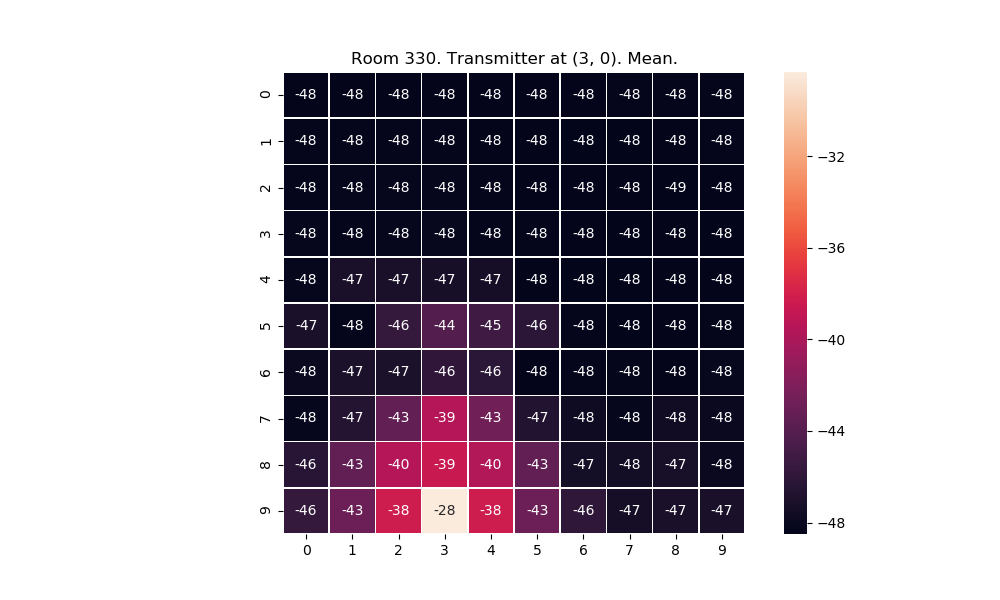 Room 330. Transmitter at (3, 0). Mean.
0 -48 -48 -48 -48 -48 -48 -48 -48 -48 -48
1 -48 -48 -48 -48 -48 -48 -48 -48 -48 -48
−32
2 -48 -48 -48 -48 -48 -48 -48 -48 -49 -48
3 -48 -48 -48 -48 -48 -48 -48 -48 -48 -48
−36
4 -48 -47 -47 -47 -47 -48 -48 -48 -48 -48
5 -47 -48 -46 -44 -45 -46 -48 -48 -48 -48
−40
6 -48 -47 -47 -46 -46 -48 -48 -48 -48 -48
7 -48 -47 -43 -39 -43 -47 -48 -48 -48 -48
−44
8 -46 -43 -40 -39 -40 -43 -47 -48 -47 -48
9 -46 -43 -38 -28 -38 -43 -46 -47 -47 -47
−48
0 1 2 3 4 5 6 7 8 9